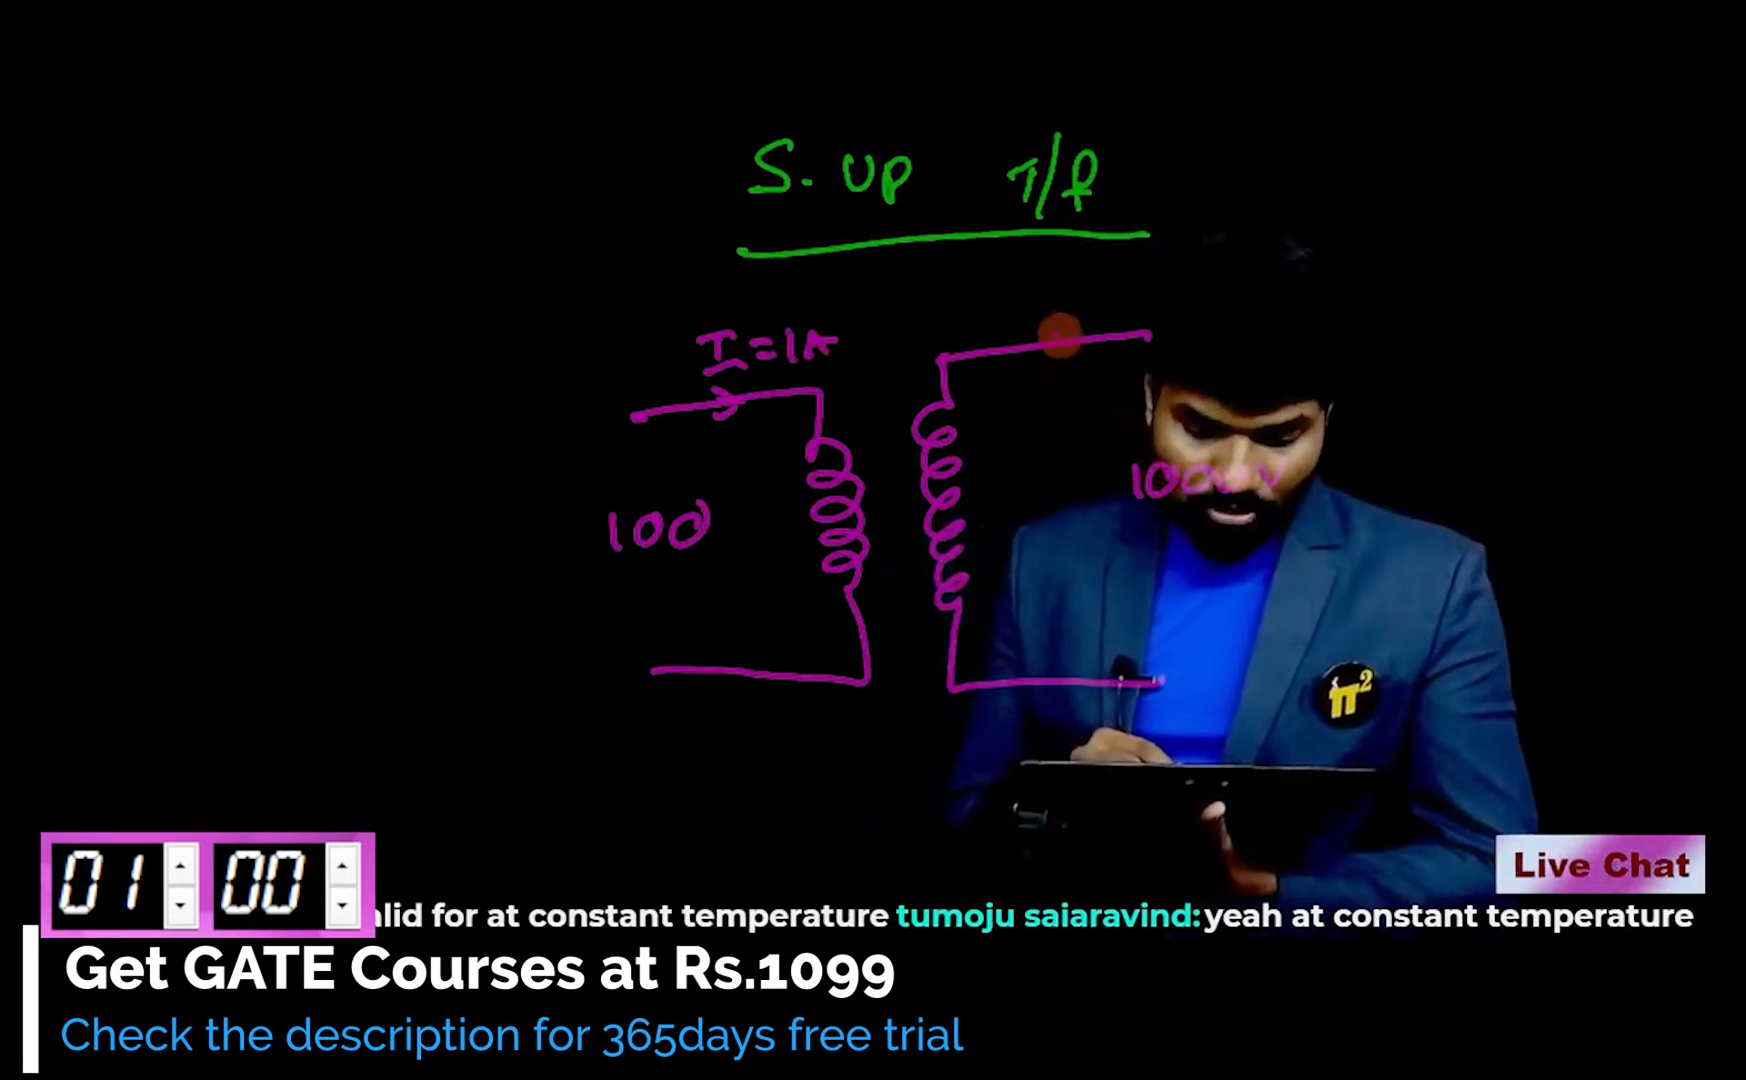 S. UP T/R
I = 1A
100
1000V
π²
01 00
Live Chat
alid for at constant temperature tumoju saiaravind: yeah at constant temperature
Get GATE Courses at Rs.1099
Check the description for 365days free trial